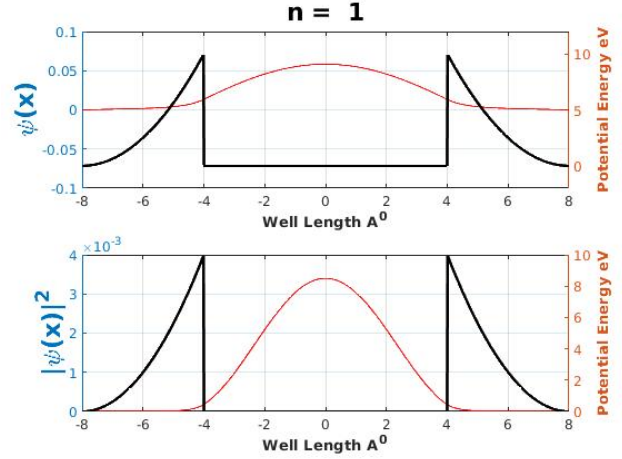 n = 1
0.1
0.05
0
-0.05
-0.1
ψ(x)
10
5
0
Potential Energy eV
-8 -6 -4 -2 0 2 4 6 8
Well Length A⁰
×10⁻³
4
3
2
1
0
|ψ(x)|²
10
8
6
4
2
0
Potential Energy eV
-8 -6 -4 -2 0 2 4 6 8
Well Length A⁰